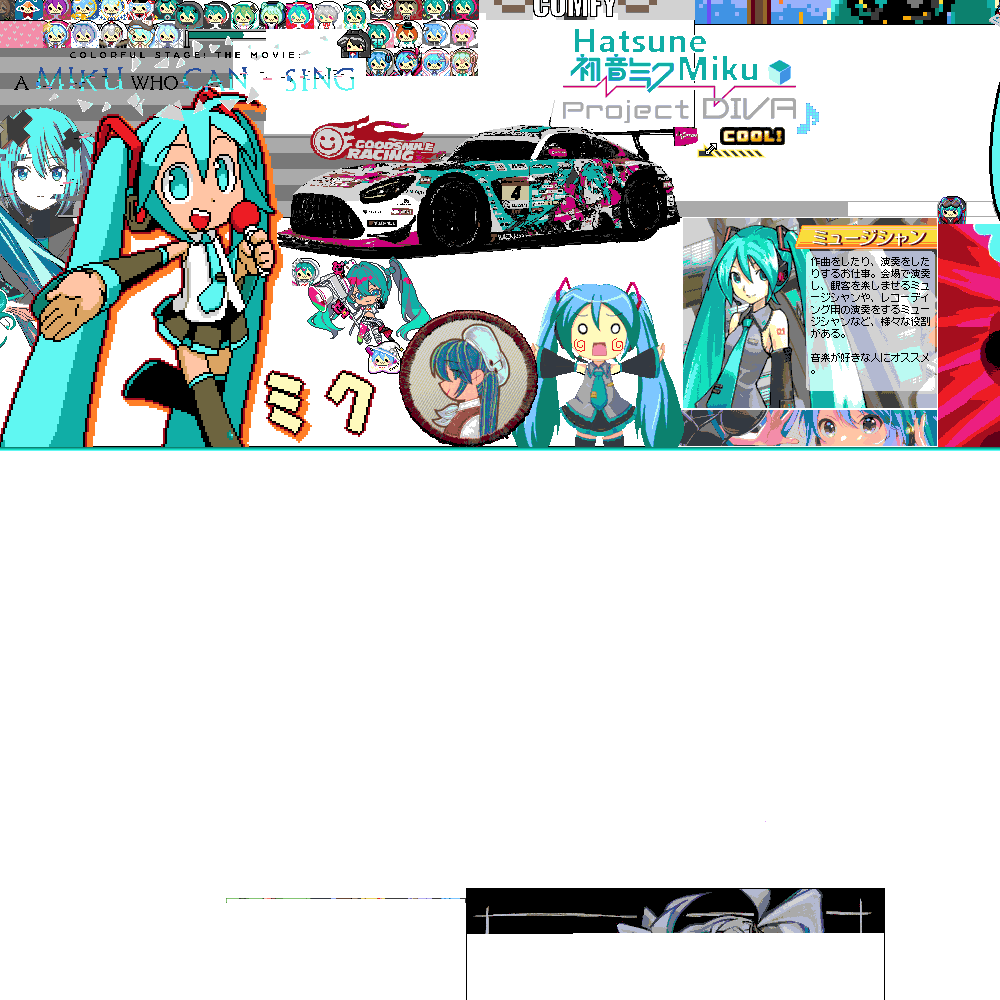 COMFY
COLORFUL STAGE! THE MOVIE:
A MIKU WHO CAN'T SING
Hatsune
初音ミク Miku
Project DIVA
COOL!
GOODSMILE
RACING
4
ミュージシャン
作曲をしたり、演奏をした
りするお仕事。会場で演奏
し、観客を楽しませるミュ
ージシャンや、レコーディ
ング用の演奏をするミュー
ジシャンなど、様々な役割
がある。
音楽が好きな人にオススメ
。
ミク